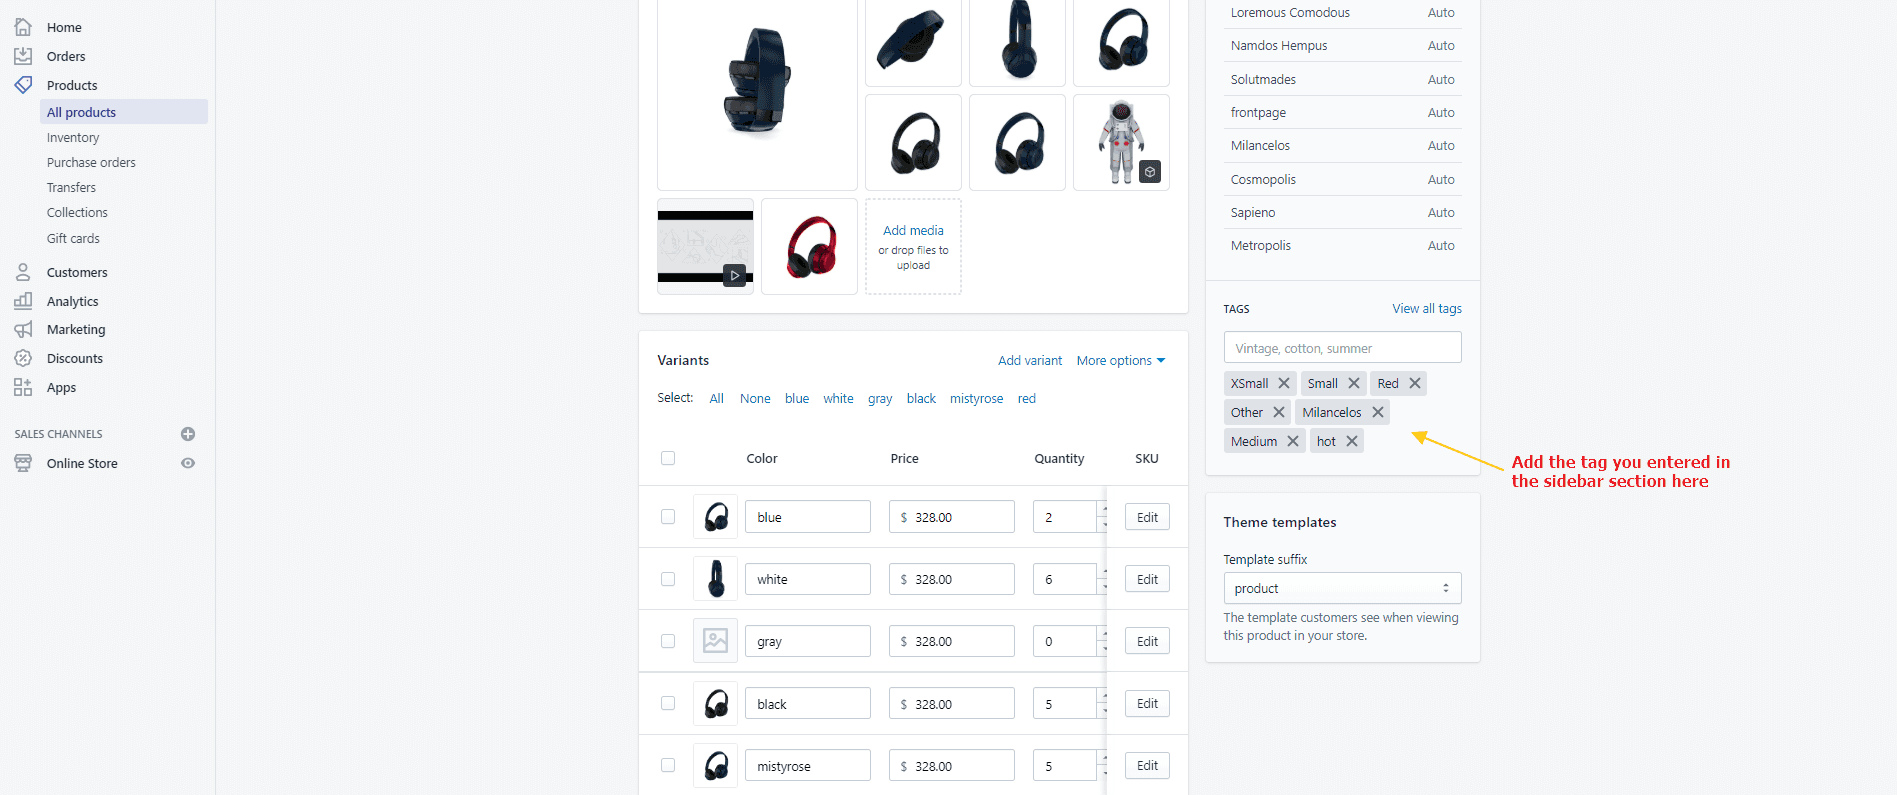 Home
Orders
Products
All products
Inventory
Purchase orders
Transfers
Collections
Gift cards
Customers
Analytics
Marketing
Discounts
Apps
SALES CHANNELS
Online Store
Add media
or drop files to
upload
Variants
Add variant More options
Select: All None blue white gray black mistyrose red
Color Price Quantity SKU
blue $ 328.00 2 Edit
white $ 328.00 6 Edit
gray $ 328.00 0 Edit
black $ 328.00 5 Edit
mistyrose $ 328.00 5 Edit
Loremous Comodous Auto
Namdos Hempus Auto
Solutmades Auto
frontpage Auto
Milancelos Auto
Cosmopolis Auto
Sapieno Auto
Metropolis Auto
TAGS View all tags
Vintage, cotton, summer
XSmall Small Red
Other Milancelos
Medium hot
Add the tag you entered in
the sidebar section here
Theme templates
Template suffix
product
The template customers see when viewing
this product in your store.